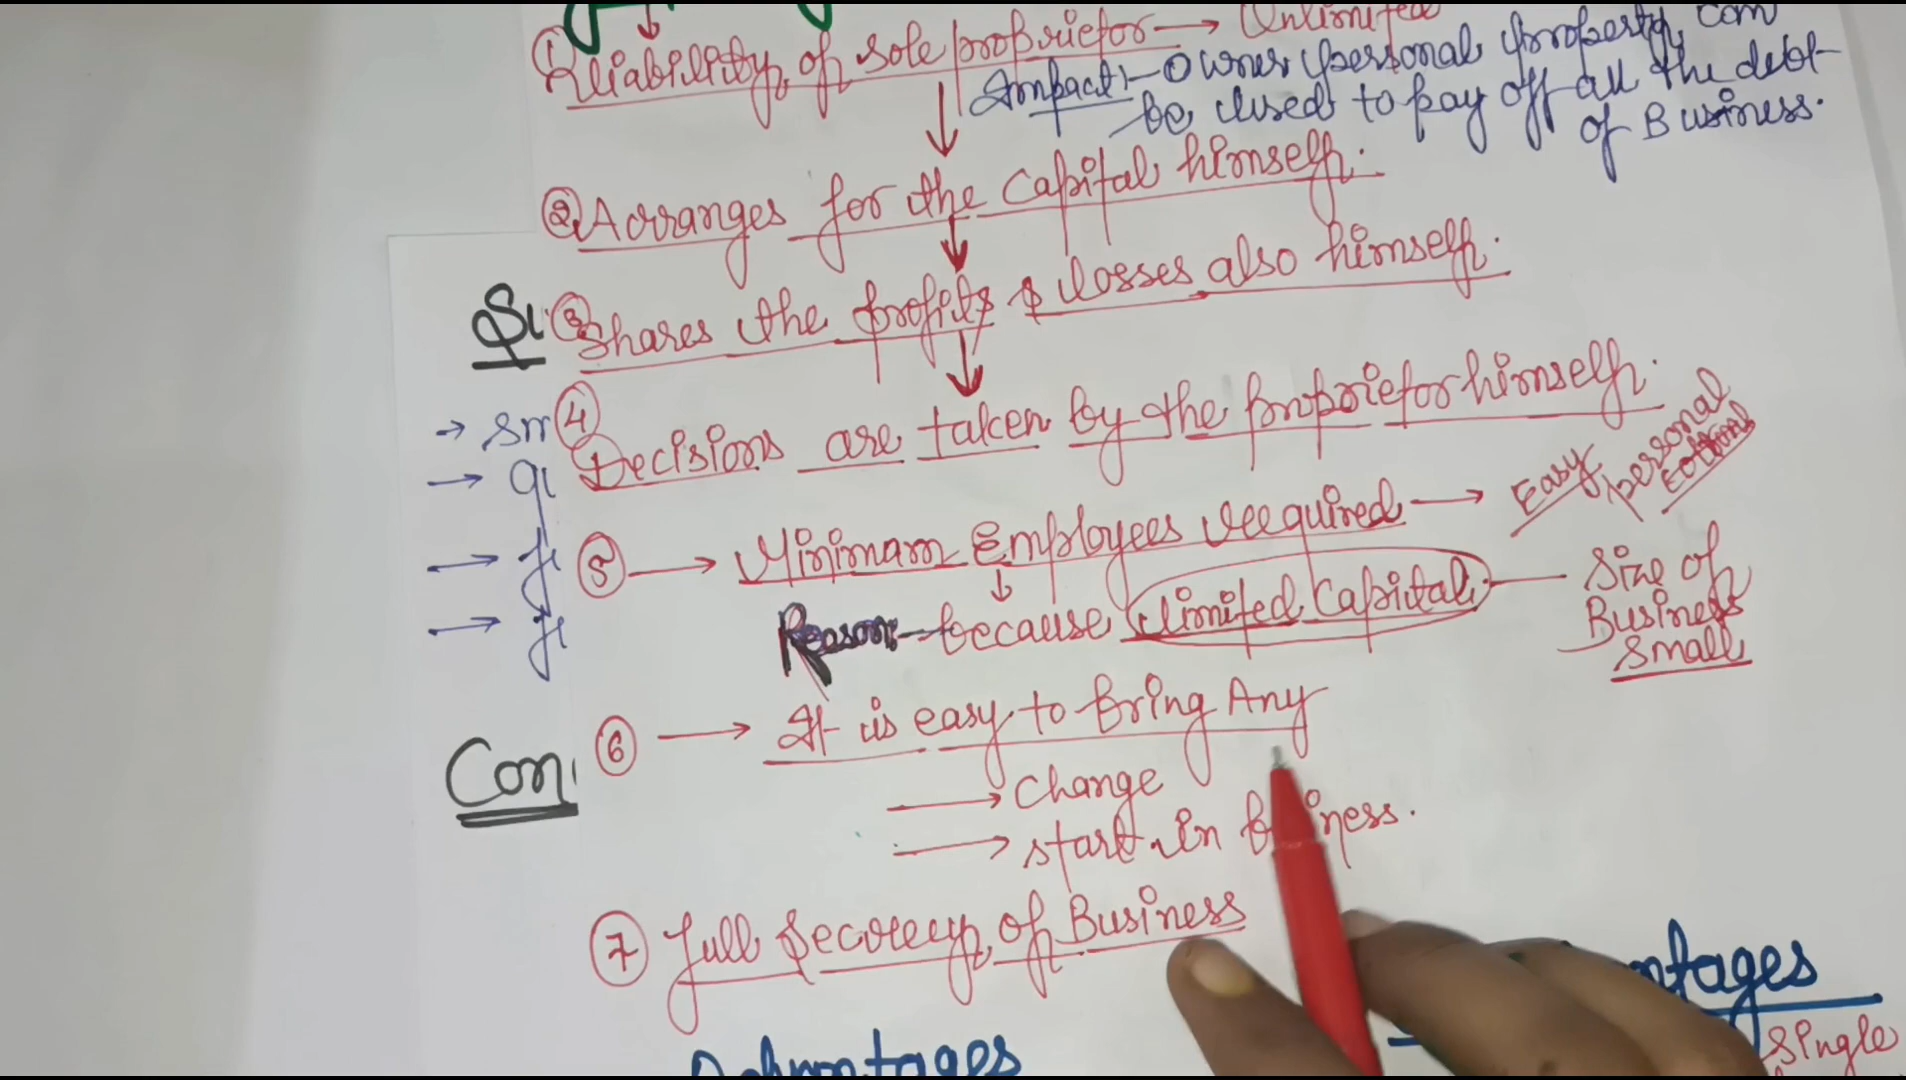 ① Liability of sole proprietor → Unlimited
Impact:- Owner personal property can
be used to pay off all the debt
of Business.
② Arranges for the capital himself.
③ Shares the profits & losses also himself.
④ Decisions are taken by the proprietor himself.
⑤ → Minimam Employees required → Easy personal
Reason:- because limited capital — Size of
Business
small
⑥ → It is easy to Bring Any
→ change
→ start in business.
⑦ full secrecy of Business
single